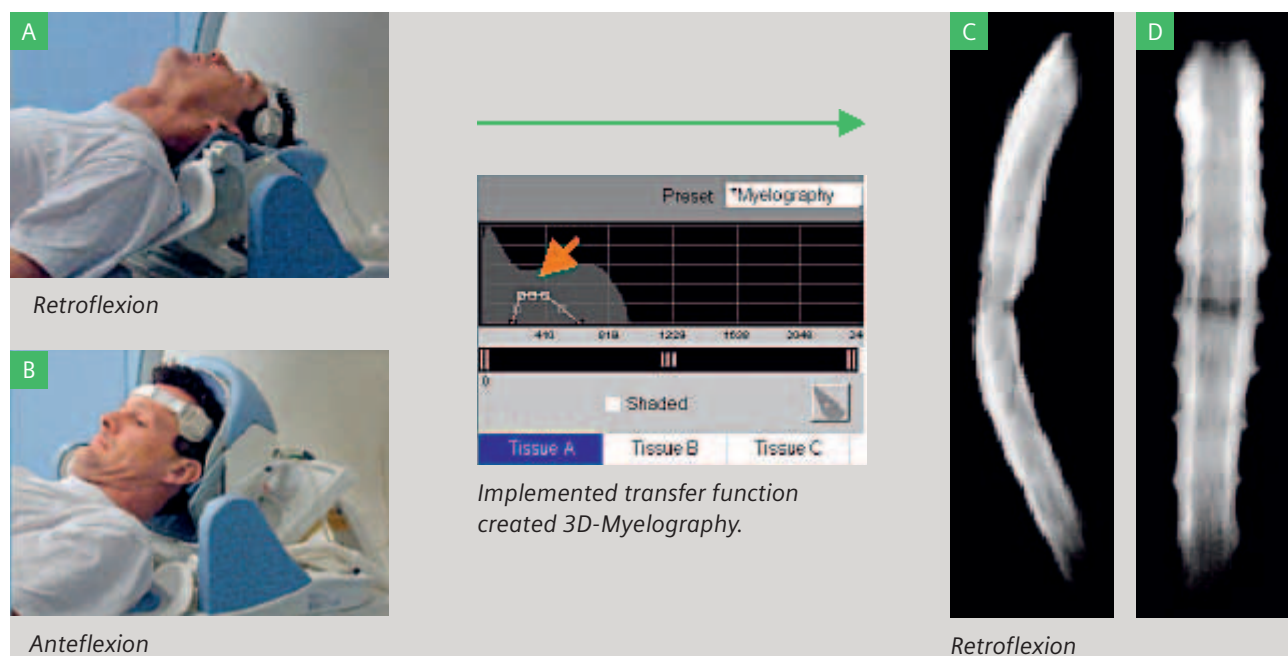 A
Retroflexion
B
Anteflexion
Preset *Myelography
410 819 1229 1638 2048 24
0
Shaded
Tissue A Tissue B Tissue C
Implemented transfer function
created 3D-Myelography.
C
D
Retroflexion